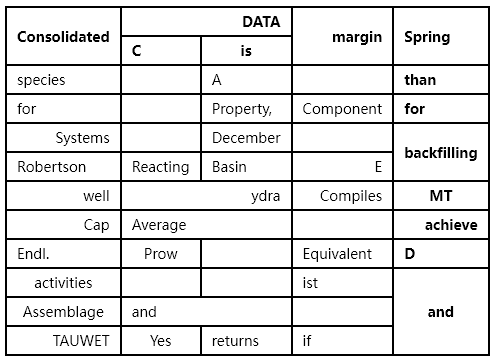 Consolidated DATA margin Spring
C is
species A than
for Property, Component for
Systems December backfilling
Robertson Reacting Basin E
well ydra Compiles MT
Cap Average achieve
Endl. Prow Equivalent D
activities ist and
Assemblage and
TAUWET Yes returns if